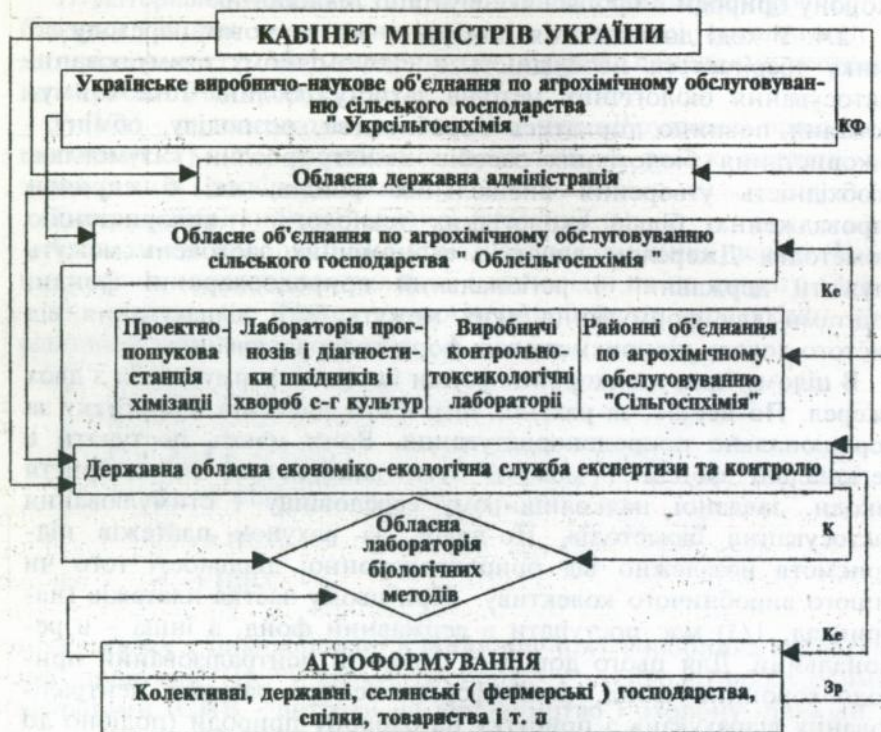 КАБІНЕТ МІНІСТРІВ УКРАЇНИ
Українське виробничо-наукове об'єднання по агрохімічному обслуговуван-
ню сільського господарства
" Укрсільгоспхімія "
КФ
Обласна державна адміністрація
Обласне об'єднання по агрохімічному обслуговуванню
сільського господарства - Облсільгоспхімія
Ке
Проектно-
пошукова
станція
хімізації
Лабораторія прог-
нозів і діагности-
ки шкідників і
хвороб с-г культур
Виробничі
контрольно-
токсикологічні
лабораторії
Районні об'єднання
по агрохімічному
обслуговуванню
"Сільгоспхімія"
Державна обласна економіко-екологічна служба експертизи та контролю
К
Обласна
лабораторія
біологічних
методів
Ке
АГРОФОРМУВАННЯ
Зр
Колективні, державні, селянські ( фермерські ) господарства,
спілки, товариства і т. п